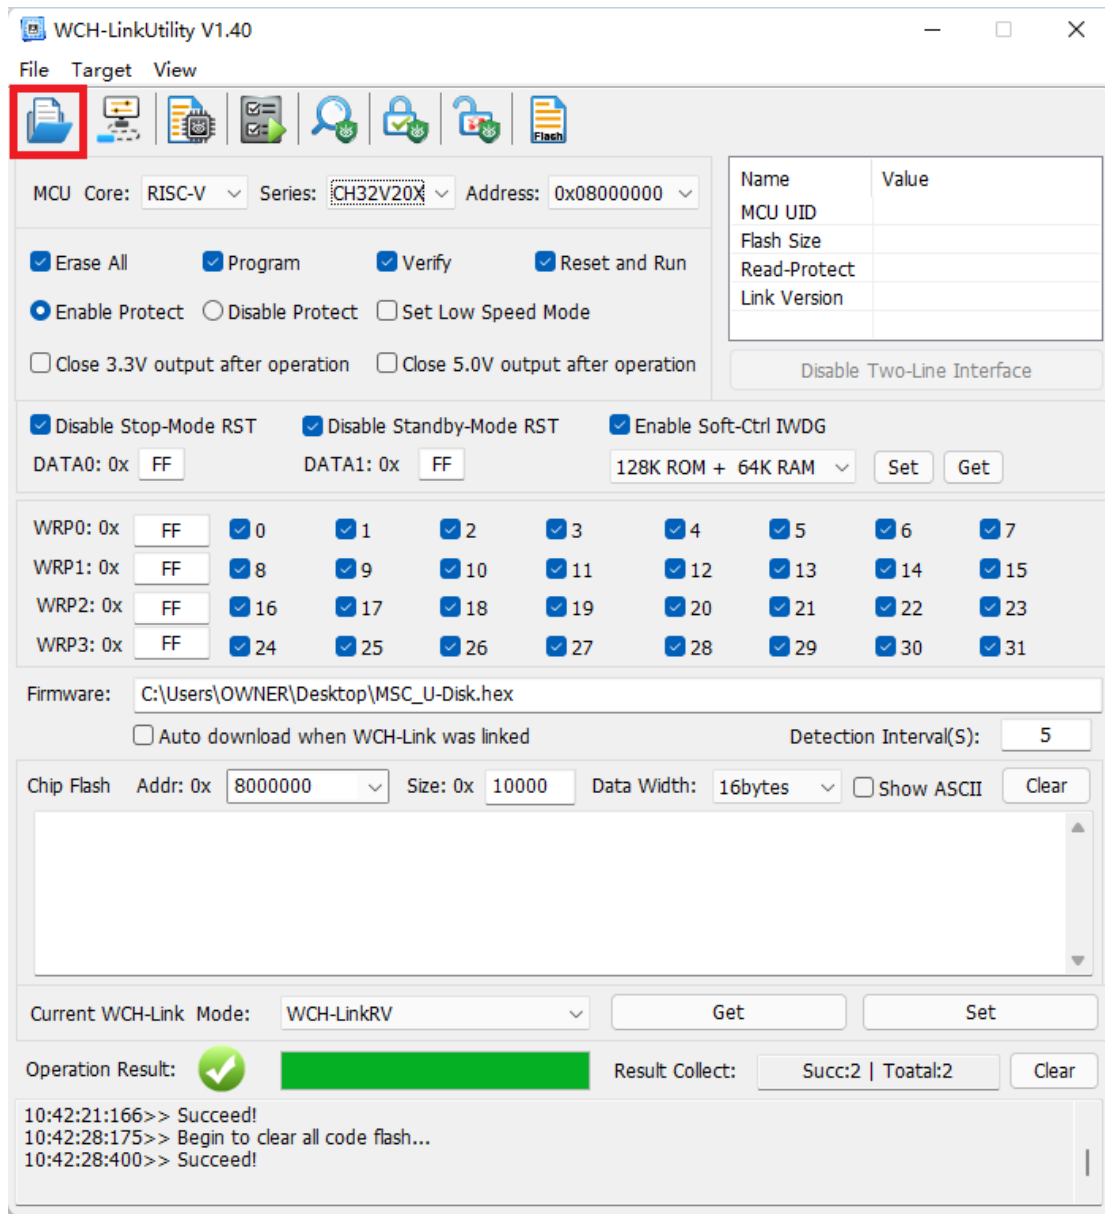 WCH-LinkUtility V1.40
File Target View
Flach
MCU Core: RISC-V Series: CH32V20X Address: 0x08000000
Name Value
MCU UID
Flash Size
Read-Protect
Link Version
Erase All Program Verify Reset and Run
Enable Protect Disable Protect Set Low Speed Mode
Close 3.3V output after operation Close 5.0V output after operation
Disable Two-Line Interface
Disable Stop-Mode RST Disable Standby-Mode RST Enable Soft-Ctrl IWDG
DATA0: 0x FF DATA1: 0x FF 128K ROM + 64K RAM Set Get
WRP0: 0x FF 0 1 2 3 4 5 6 7
WRP1: 0x FF 8 9 10 11 12 13 14 15
WRP2: 0x FF 16 17 18 19 20 21 22 23
WRP3: 0x FF 24 25 26 27 28 29 30 31
Firmware: C:\Users\OWNER\Desktop\MSC_U-Disk.hex
Auto download when WCH-Link was linked Detection Interval(S): 5
Chip Flash Addr: 0x 8000000 Size: 0x 10000 Data Width: 16bytes Show ASCII Clear
Current WCH-Link Mode: WCH-LinkRV Get Set
Operation Result: Result Collect: Succ:2 | Toatal:2 Clear
10:42:21:166>> Succeed!
10:42:28:175>> Begin to clear all code flash...
10:42:28:400>> Succeed!